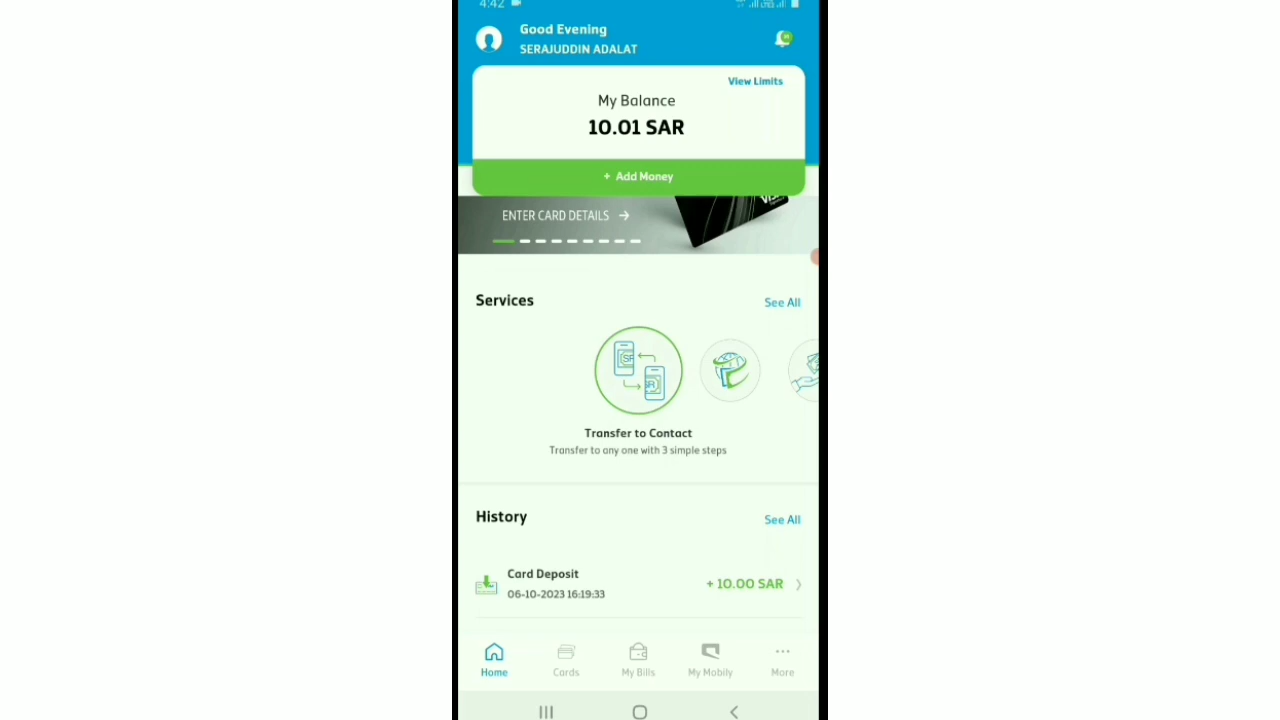 4:42
Good Evening
SERAJUDDIN ADALAT
View Limits
My Balance
10.01 SAR
+ Add Money
ENTER CARD DETAILS →
Services
See All
Transfer to Contact
Transfer to any one with 3 simple steps
History
See All
Card Deposit
+ 10.00 SAR
06-10-2023 16:19:33
Home
Cards
My Bills
My Mobily
More